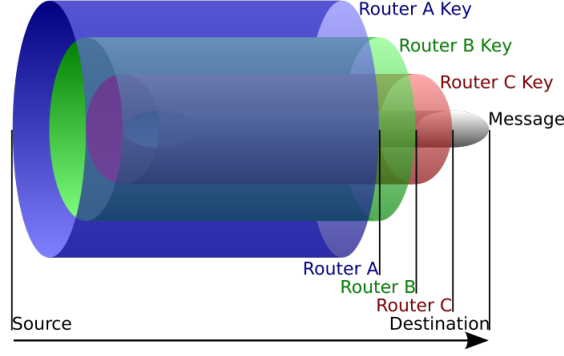 Router A Key
Router B Key
Router C Key
Message
Router A
Router B
Router C
Source
Destination